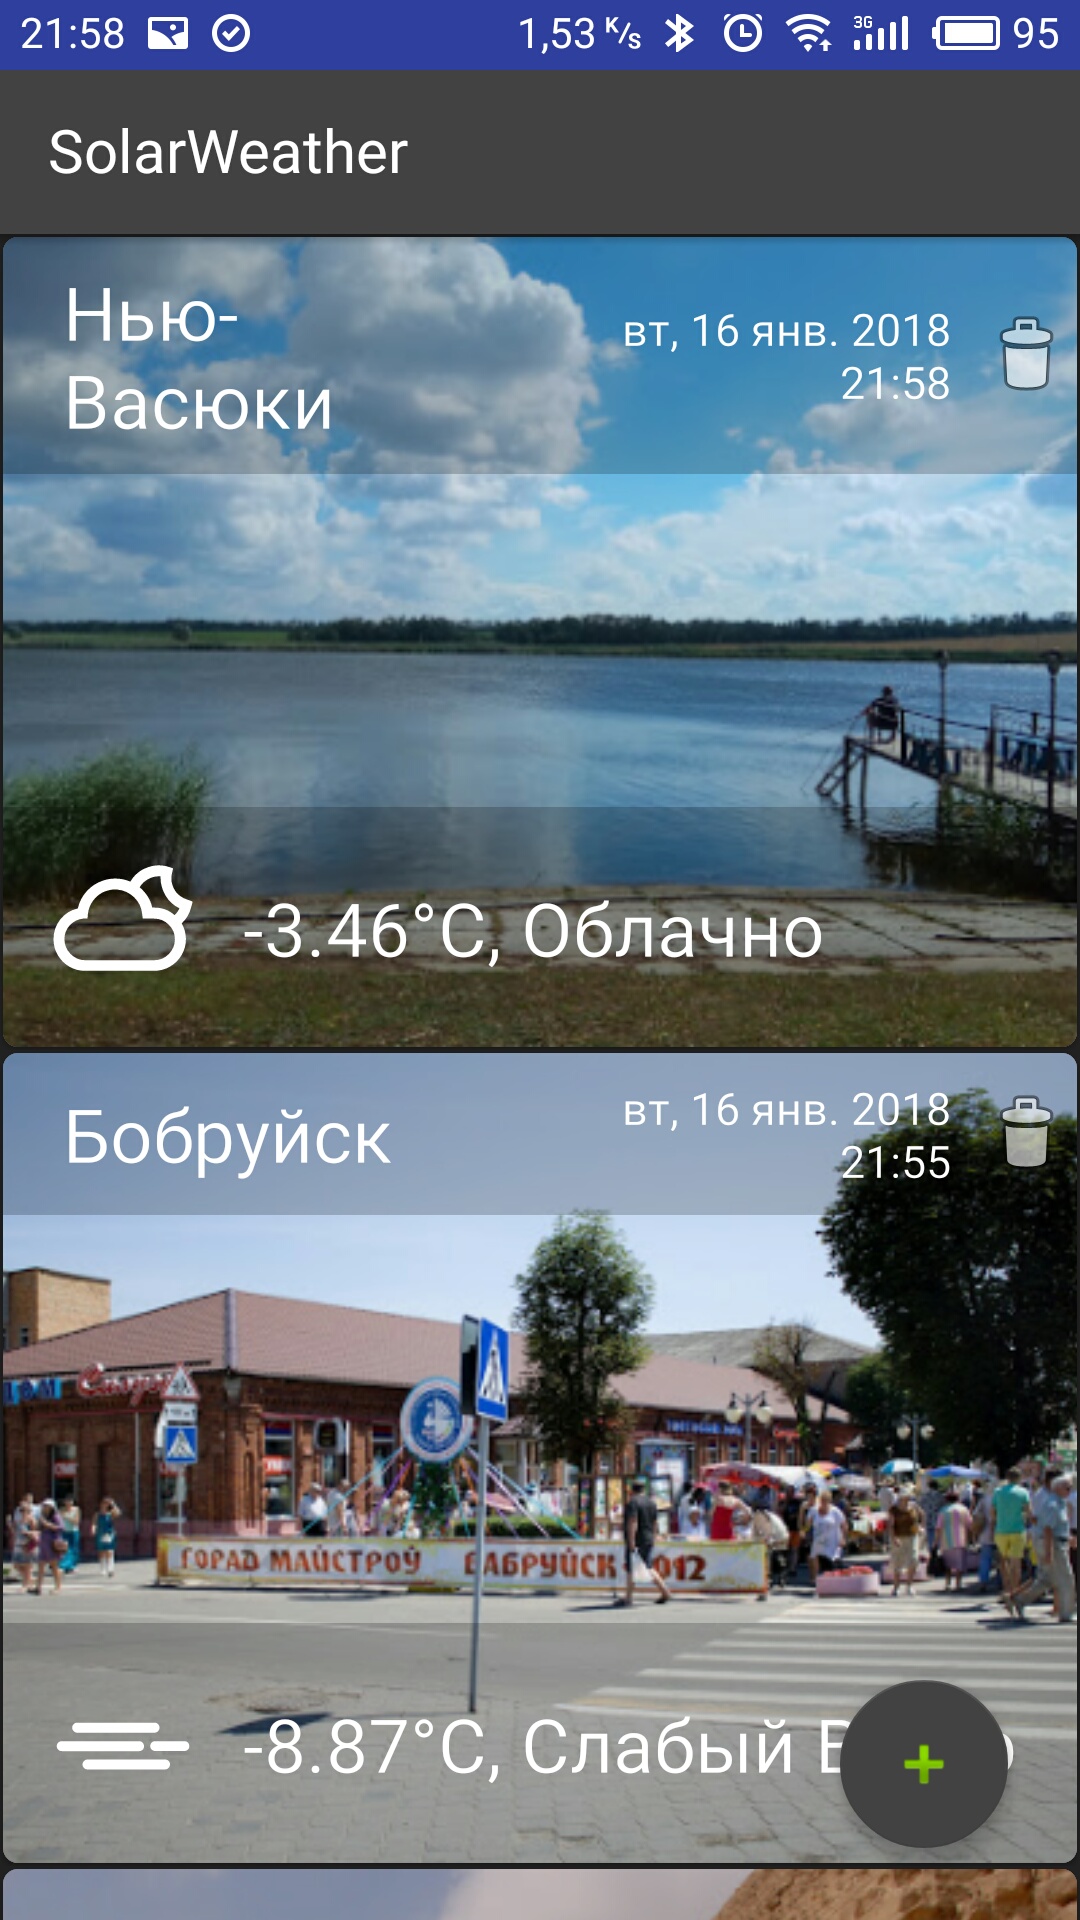 21:58 1,53 K/s 3G 95
SolarWeather
Нью-
Васюки
вт, 16 янв. 2018
21:58
-3.46°C, Облачно
Бобруйск
вт, 16 янв. 2018
21:55
ГОРАД МАЙСТРОЎ БАБРУЙСК 2012
-8.87°C, Слабый